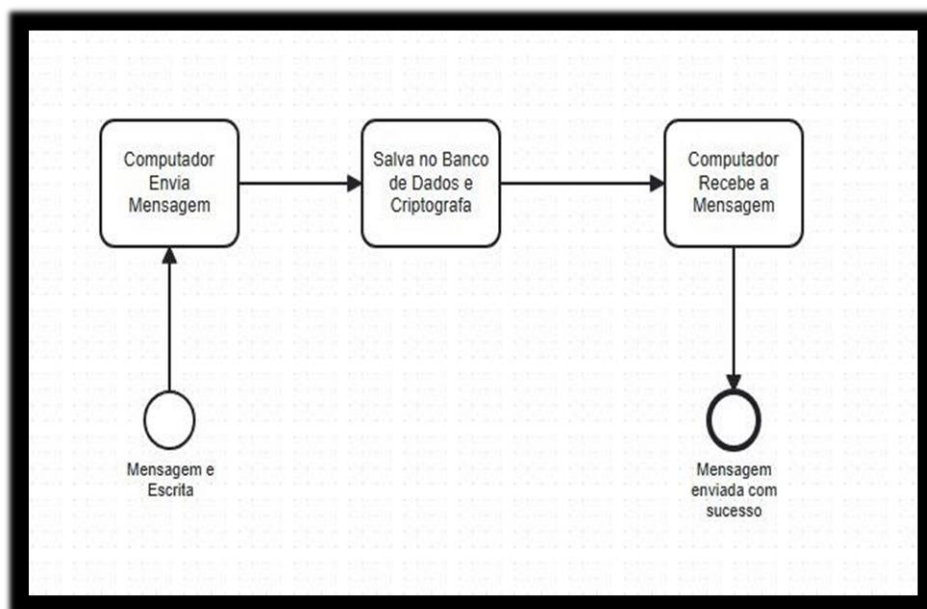 Computador
Envia
Mensagem
Salva no Banco
de Dados e
Criptografa
Computador
Recebe a
Mensagem
Mensagem e
Escrita
Mensagem
enviada com
sucesso